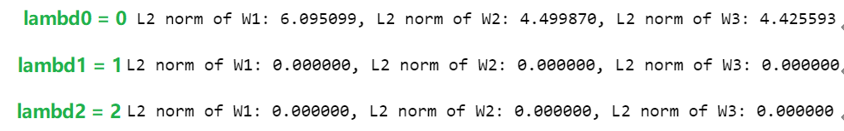 lambd0 = 0 L2 norm of W1: 6.095099, L2 norm of W2: 4.499870, L2 norm of W3: 4.425593
lambd1 = 1 L2 norm of W1: 0.000000, L2 norm of W2: 0.000000, L2 norm of W3: 0.000000
lambd2 = 2 L2 norm of W1: 0.000000, L2 norm of W2: 0.000000, L2 norm of W3: 0.000000